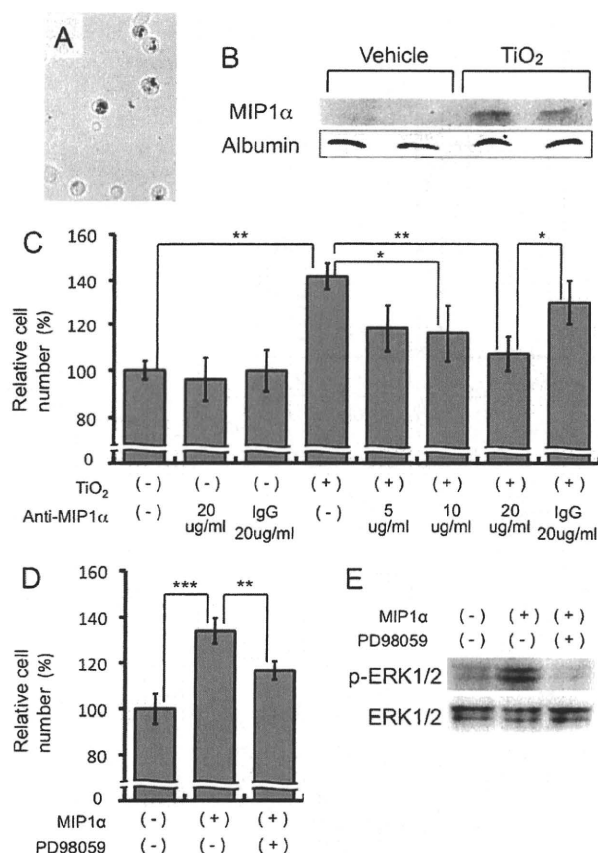 A
B
Vehicle TiO₂
MIP1α
Albumin
C
160
140
120
100
80
0
Relative cell number (%)
** ** * *
TiO₂ (-) (-) (-) (+) (+) (+) (+) (+)
Anti-MIP1α (-) 20 ug/ml IgG 20ug/ml (-) 5 ug/ml 10 ug/ml 20 ug/ml IgG 20ug/ml
D
160
140
120
100
80
0
Relative cell number (%)
*** **
MIP1α (-) (+) (+)
PD98059 (-) (-) (+)
E
MIP1α (-) (+) (+)
PD98059 (-) (-) (+)
p-ERK1/2
ERK1/2